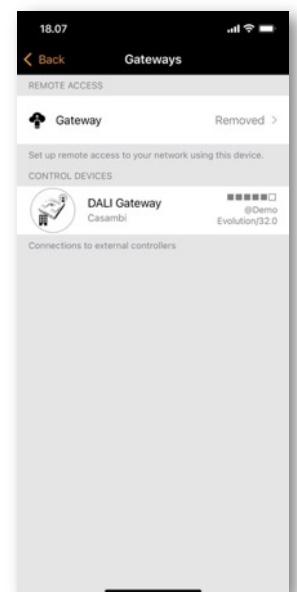 18.07
Back
Gateways
REMOTE ACCESS
Gateway
Removed
Set up remote access to your network using this device.
CONTROL DEVICES
DALI Gateway
Casambi
@Demo
Evolution/32.0
Connections to external controllers